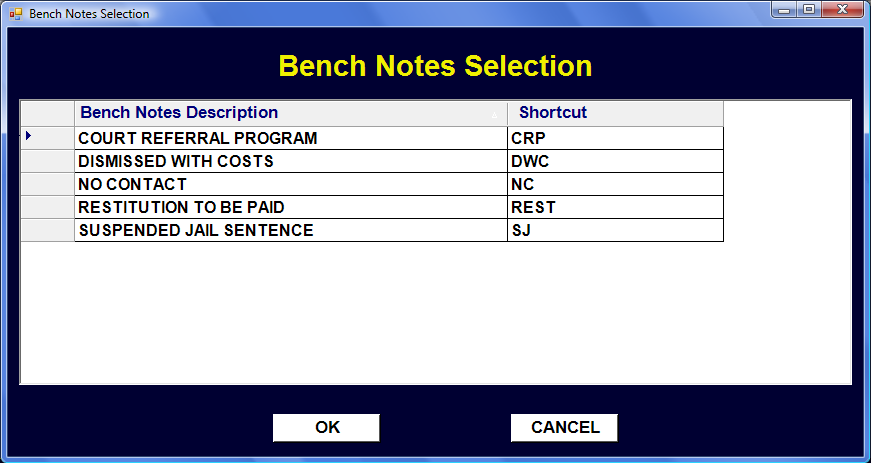 Bench Notes Selection
Bench Notes Selection
Bench Notes Description Shortcut
COURT REFERRAL PROGRAM CRP
DISMISSED WITH COSTS DWC
NO CONTACT NC
RESTITUTION TO BE PAID REST
SUSPENDED JAIL SENTENCE SJ
OK CANCEL